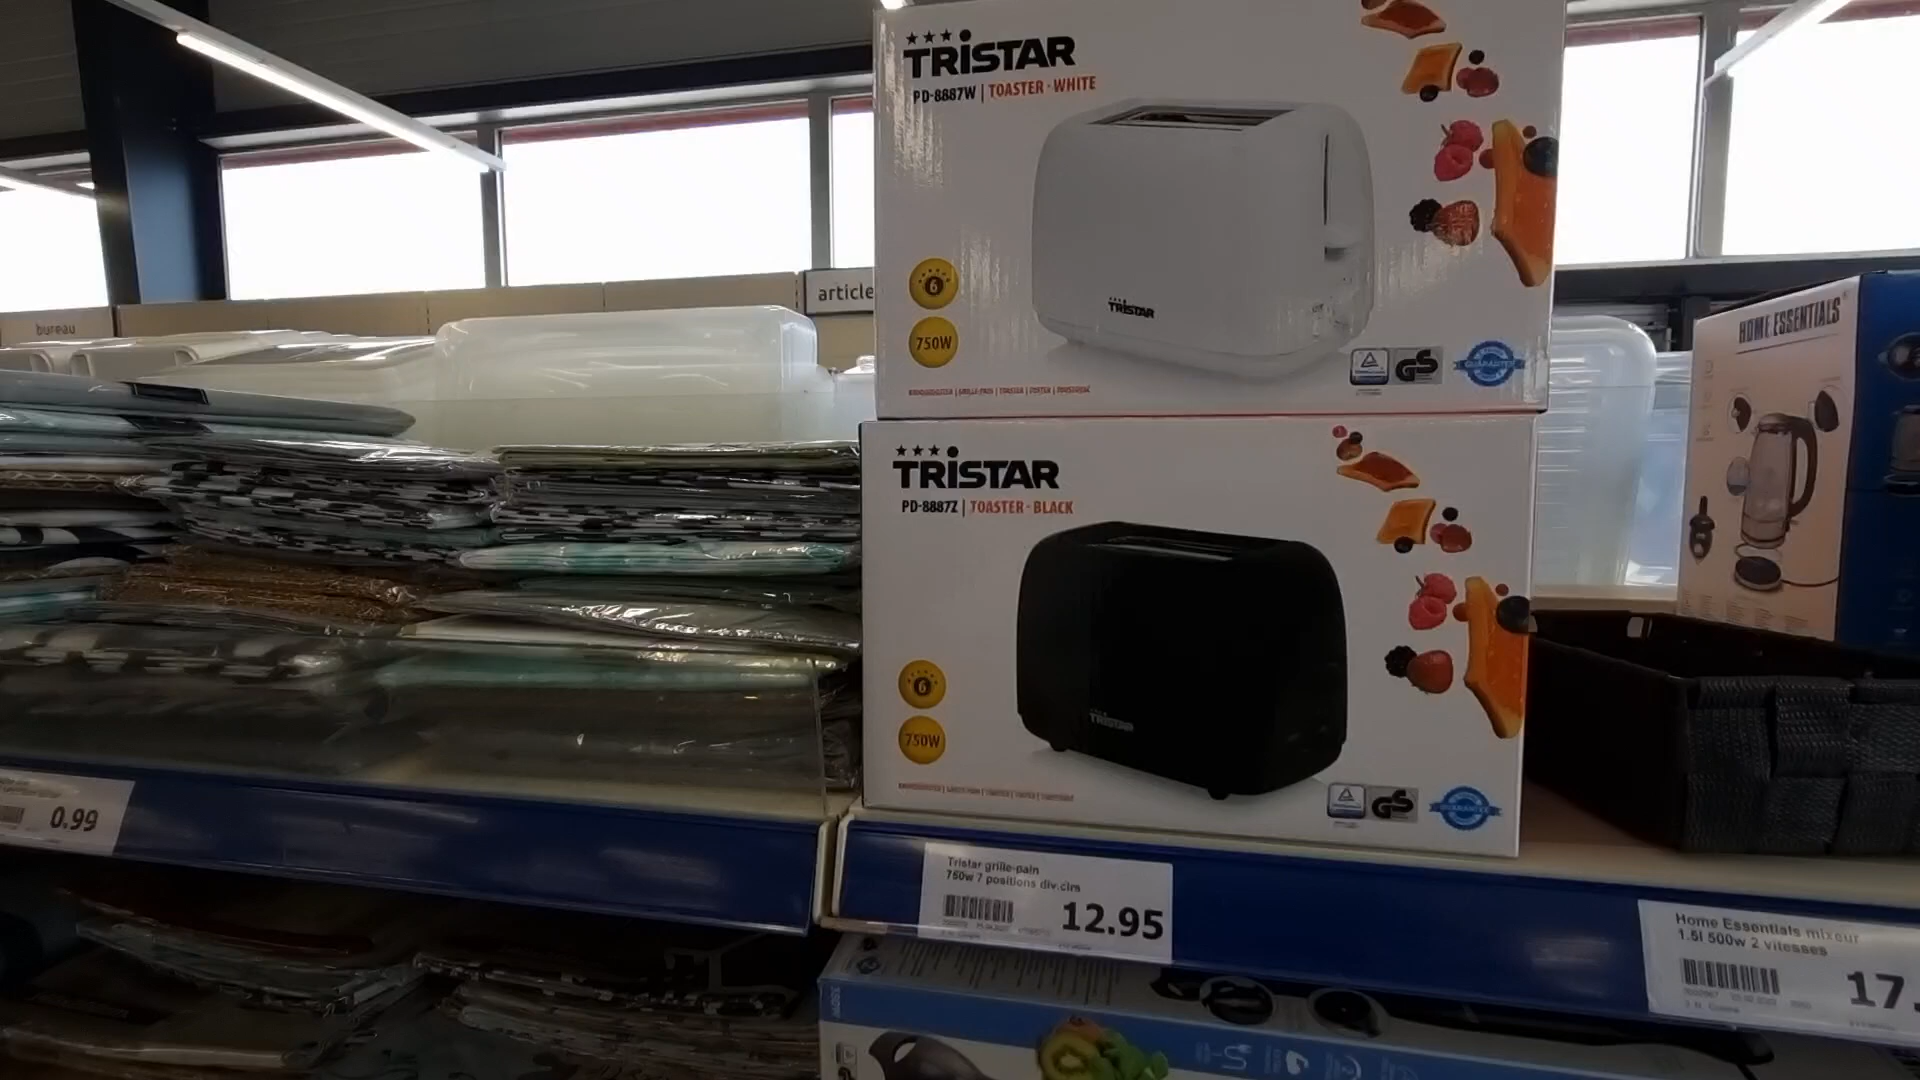 TRISTAR
PD-8887W | TOASTER - WHITE
6
750W
TRISTAR
GS
article
bureau
HOME ESSENTIALS
TRISTAR
PD-8887Z | TOASTER - BLACK
6
750W
TRISTAR
GS
0.99
Tristar grille-pain
750w 7 positions div.clrs
12.95
Home Essentials mixeur
1.5l 500w 2 vitesses
17.